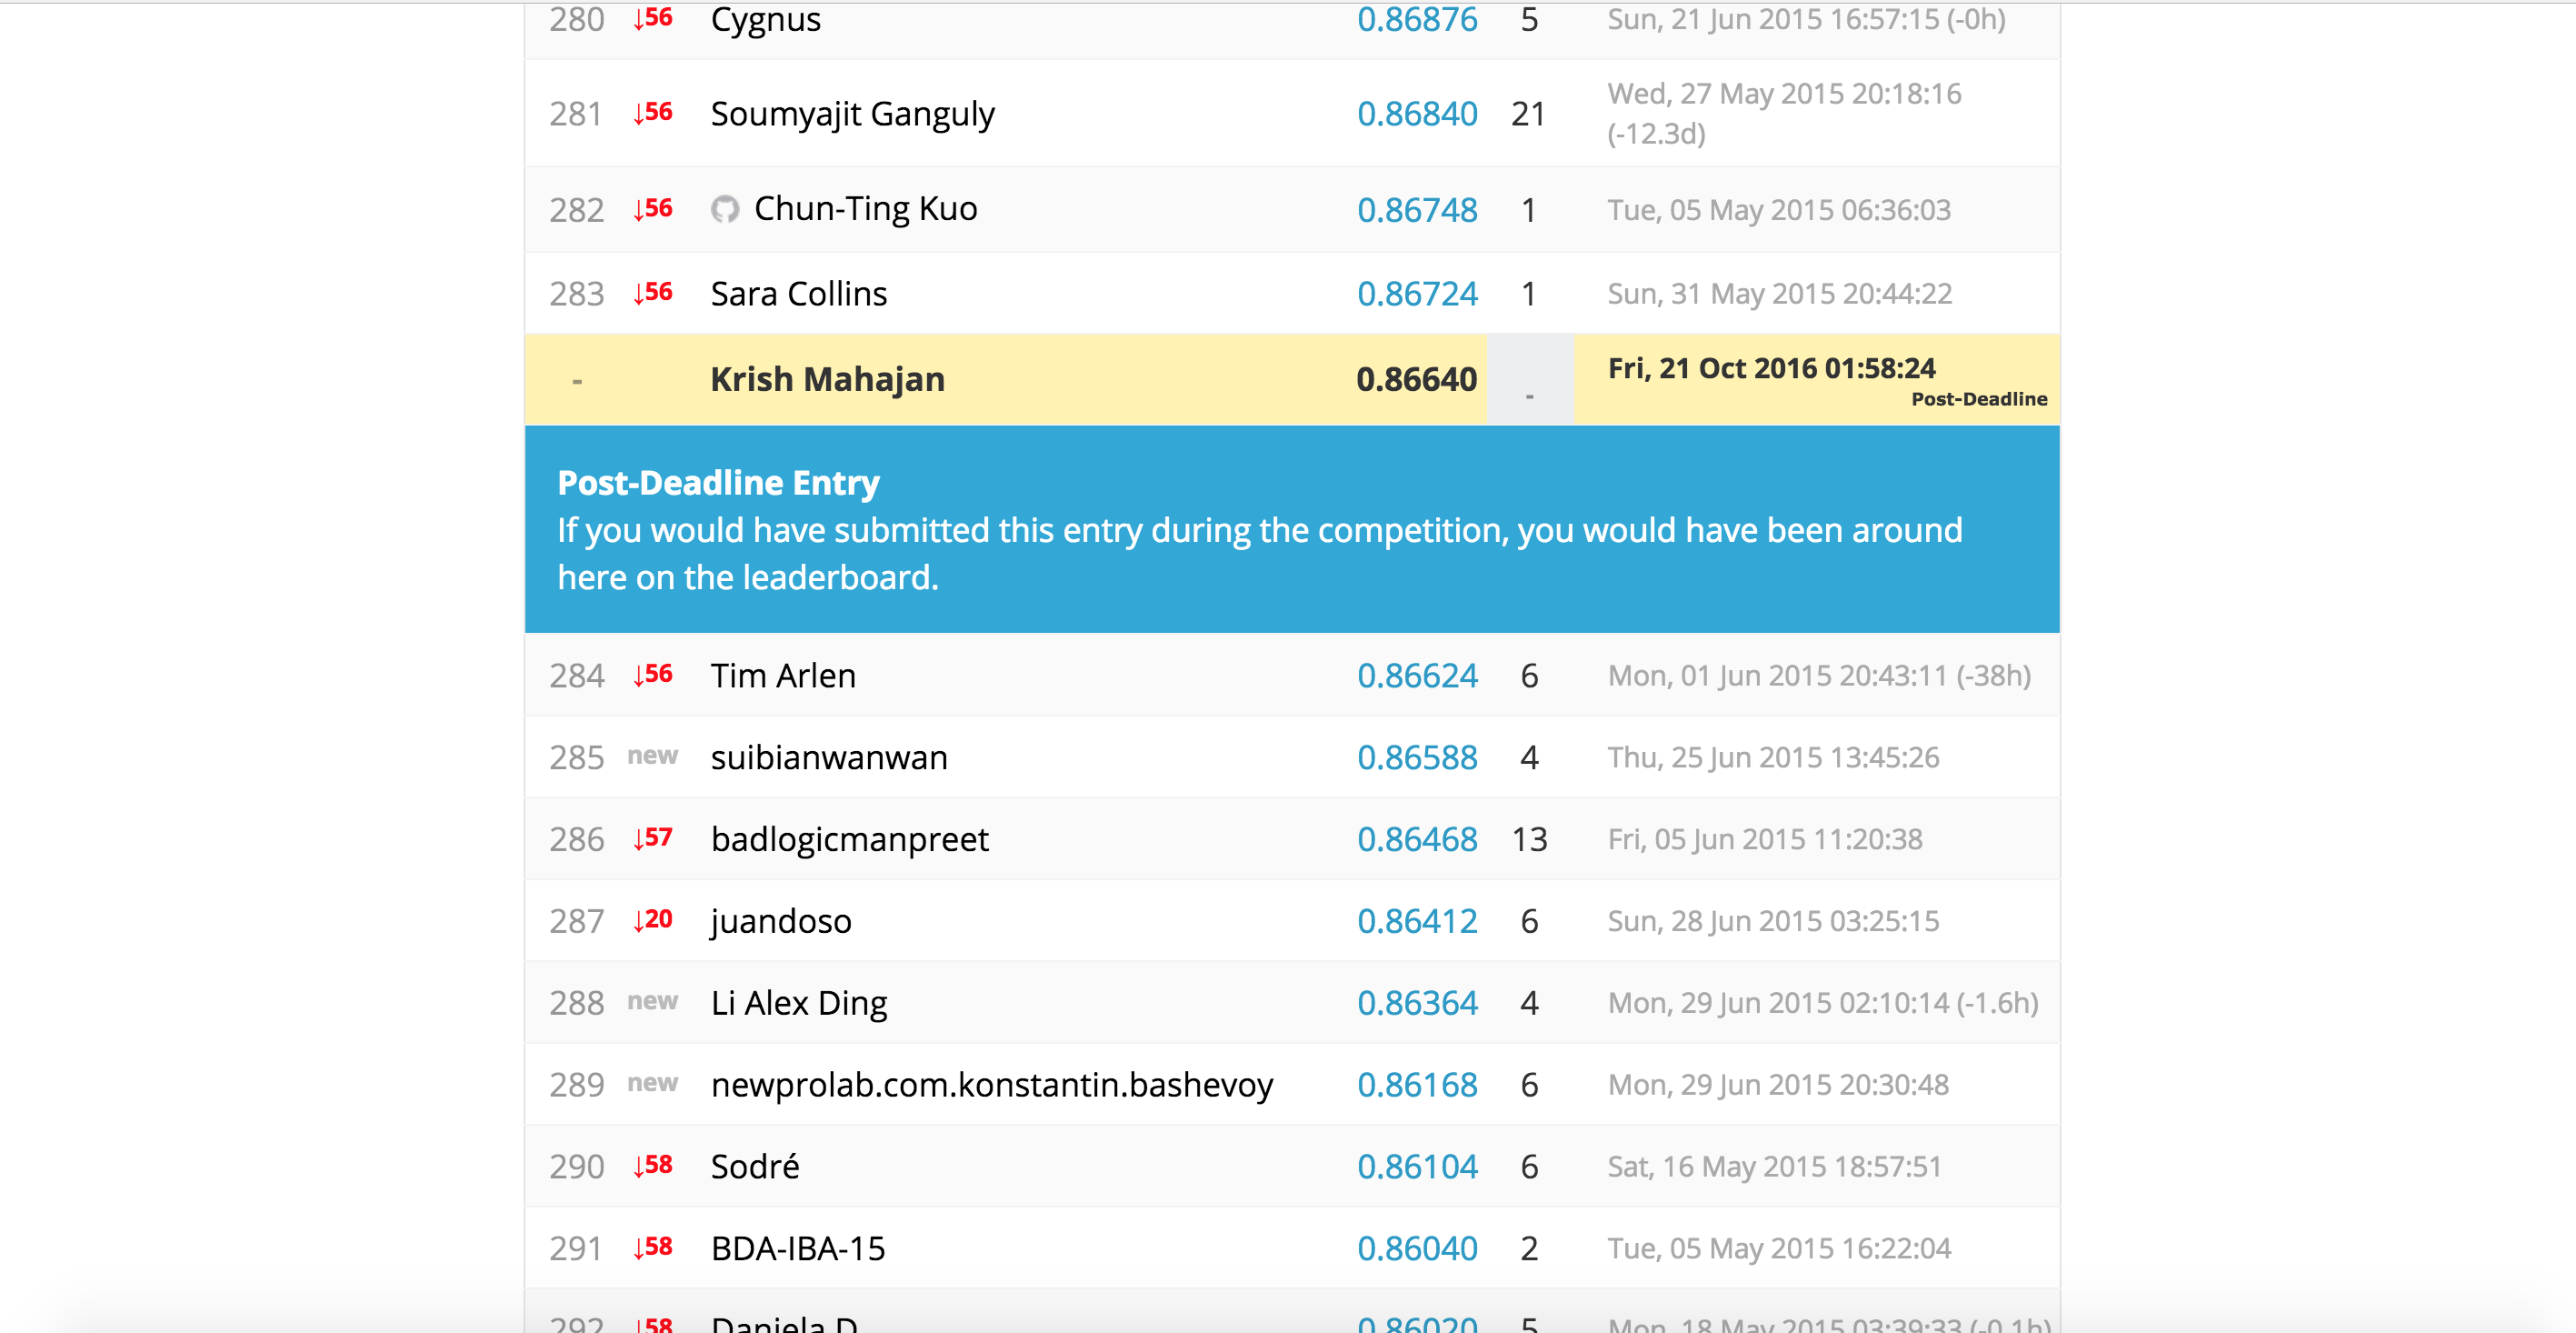 280 ↓56 Cygnus 0.86876 5 Sun, 21 Jun 2015 16:57:15 (-0h)
281 ↓56 Soumyajit Ganguly 0.86840 21 Wed, 27 May 2015 20:18:16
(-12.3d)
282 ↓56 Chun-Ting Kuo 0.86748 1 Tue, 05 May 2015 06:36:03
283 ↓56 Sara Collins 0.86724 1 Sun, 31 May 2015 20:44:22
- Krish Mahajan 0.86640 - Fri, 21 Oct 2016 01:58:24
Post-Deadline
Post-Deadline Entry
If you would have submitted this entry during the competition, you would have been around
here on the leaderboard.
284 ↓56 Tim Arlen 0.86624 6 Mon, 01 Jun 2015 20:43:11 (-38h)
285 new suibianwanwan 0.86588 4 Thu, 25 Jun 2015 13:45:26
286 ↓57 badlogicmanpreet 0.86468 13 Fri, 05 Jun 2015 11:20:38
287 ↓20 juandoso 0.86412 6 Sun, 28 Jun 2015 03:25:15
288 new Li Alex Ding 0.86364 4 Mon, 29 Jun 2015 02:10:14 (-1.6h)
289 new newprolab.com.konstantin.bashevoy 0.86168 6 Mon, 29 Jun 2015 20:30:48
290 ↓58 Sodré 0.86104 6 Sat, 16 May 2015 18:57:51
291 ↓58 BDA-IBA-15 0.86040 2 Tue, 05 May 2015 16:22:04
292 ↓58 Daniela D 0.86020 5 Mon, 18 May 2015 03:39:33 (-0.1h)